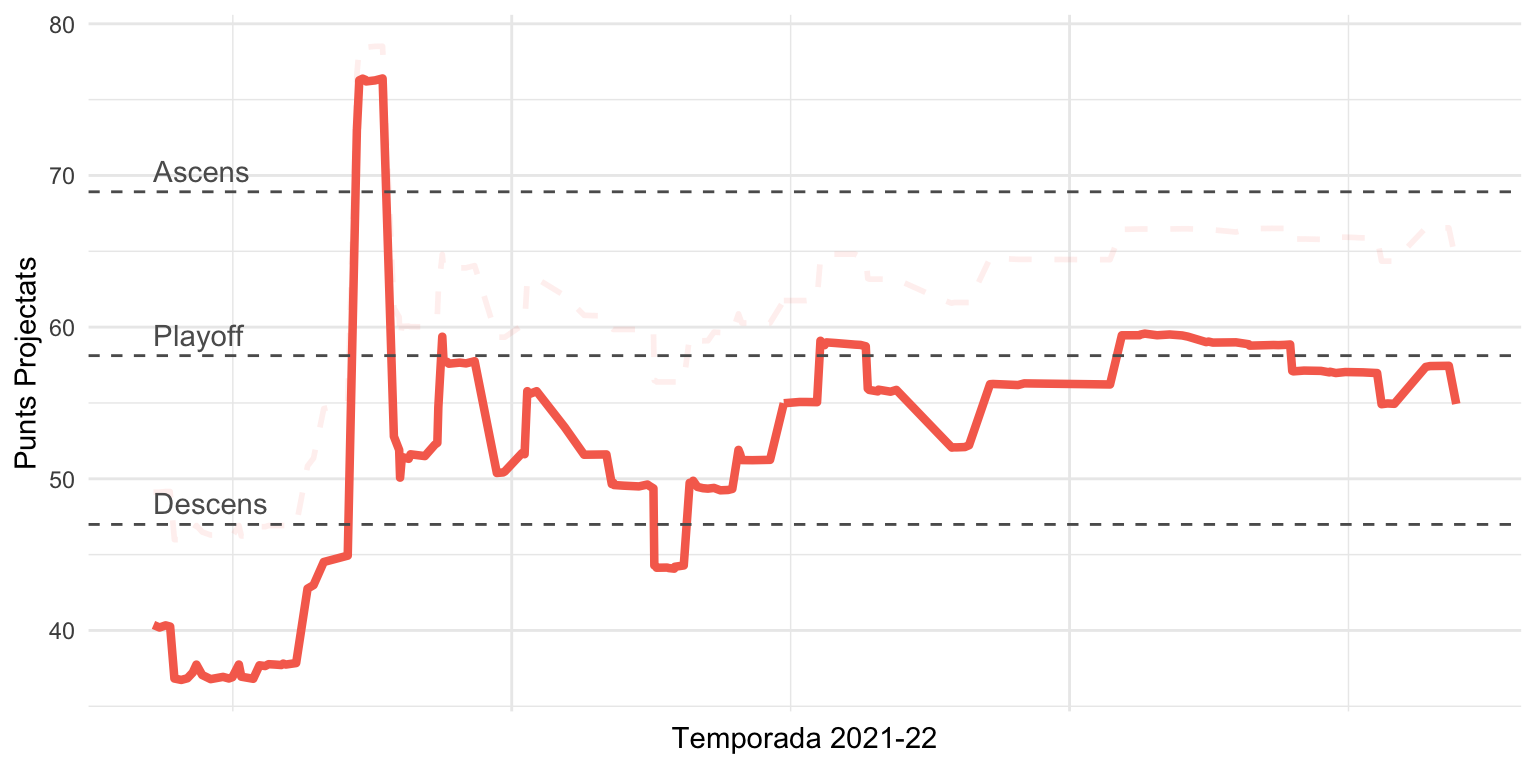 80
70
60
50
40
Punts Projectats
Ascens
Playoff
Descens
Temporada 2021-22